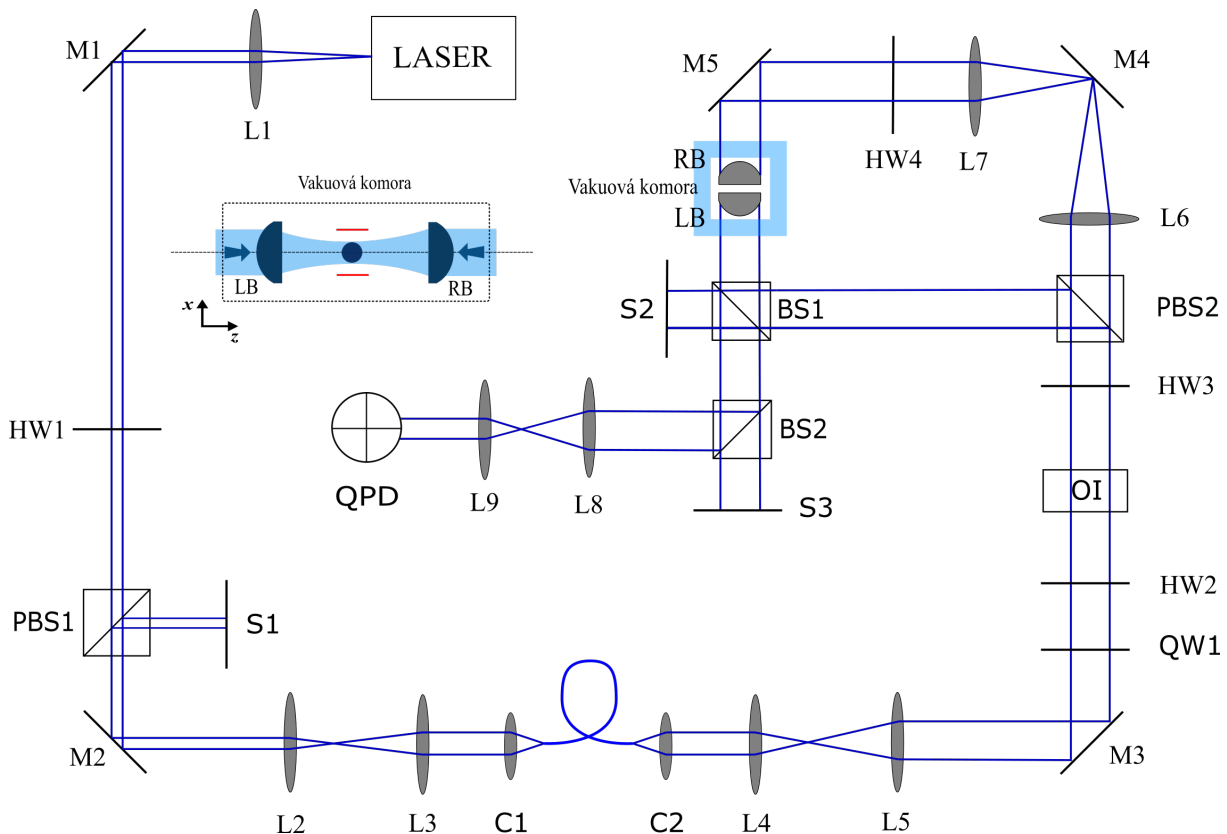 M1
LASER
L1
M5
M4
HW4
L7
RB
Vakuová komora
LB
L6
Vakuová komora
LB
RB
x
z
S2
BS1
PBS2
HW3
HW1
BS2
QPD
L9
L8
S3
OI
HW2
PBS1
S1
QW1
M2
M3
L2
L3
C1
C2
L4
L5